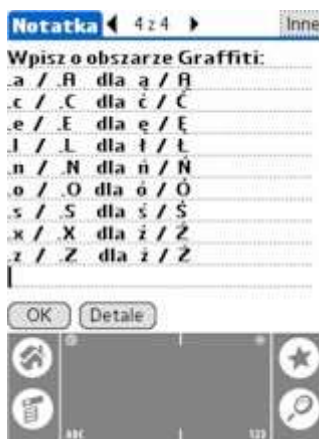 Notatka 4 z 4 Inne
Wpisz o obszarze Graffiti:
.a / .A dla ą / Ą
.c / .C dla ć / Ć
.e / .E dla ę / Ę
.l / .L dla ł / Ł
.n / .N dla ń / Ń
.o / .O dla ó / Ó
.s / .S dla ś / Ś
.x / .X dla ź / Ź
.z / .Z dla ż / Ż
OK Detale
ABC 123